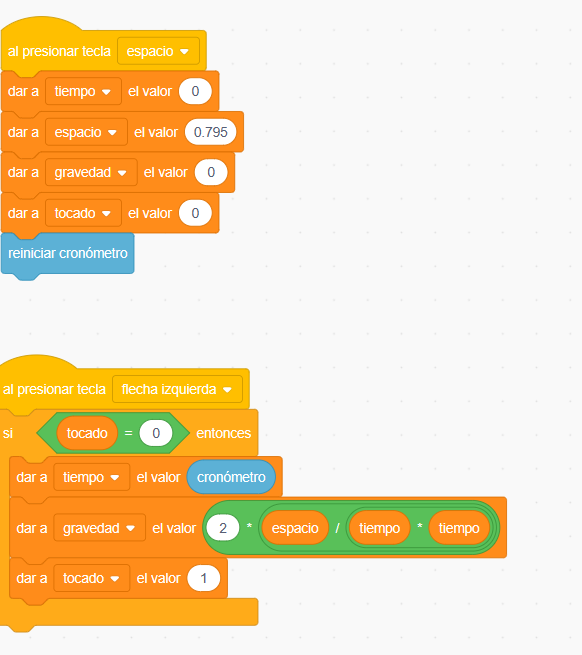 al presionar tecla espacio
dar a tiempo el valor 0
dar a espacio el valor 0.795
dar a gravedad el valor 0
dar a tocado el valor 0
reiniciar cronómetro
al presionar tecla flecha izquierda
si tocado = 0 entonces
dar a tiempo el valor cronómetro
dar a gravedad el valor 2 * espacio / tiempo * tiempo
dar a tocado el valor 1